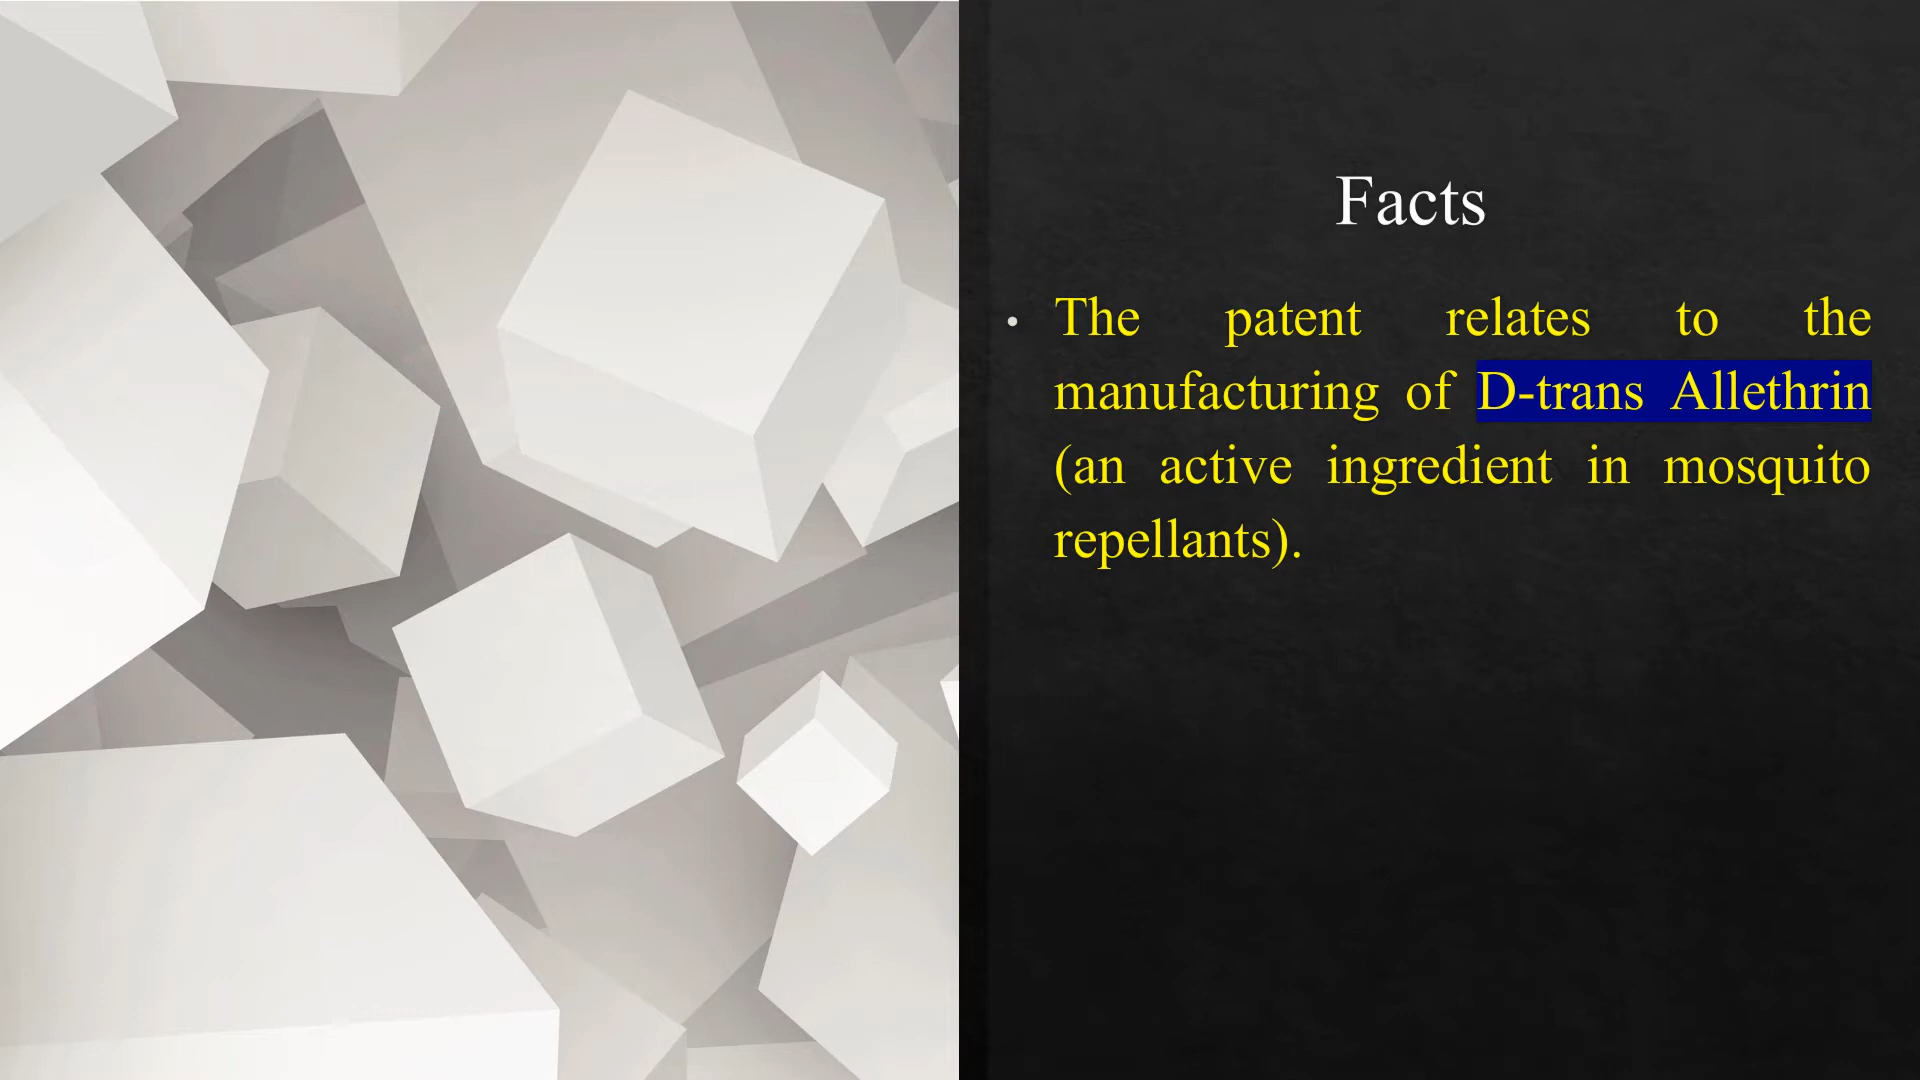 Facts
• The patent relates to the
manufacturing of D-trans Allethrin
(an active ingredient in mosquito
repellants).